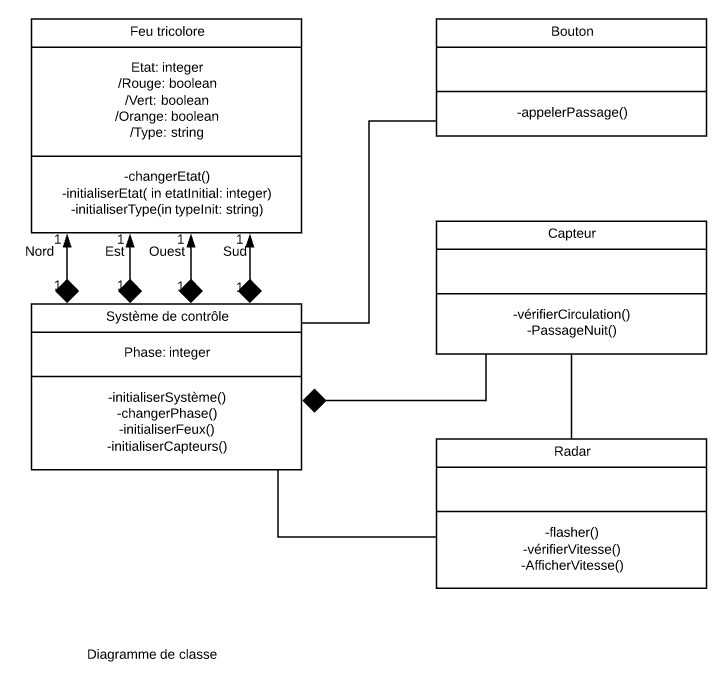 Feu tricolore
Etat: integer
/Rouge: boolean
/Vert: boolean
/Orange: boolean
/Type: string
-changerEtat()
-initialiserEtat( in etatInitial: integer)
-initialiserType(in typeInit: string)
1 1 1 1
Nord Est Ouest Sud
1 1 1 1
Système de contrôle
Phase: integer
-initialiserSystème()
-changerPhase()
-initialiserFeux()
-initialiserCapteurs()
Bouton
-appelerPassage()
Capteur
-vérifierCirculation()
-PassageNuit()
Radar
-flasher()
-vérifierVitesse()
-AfficherVitesse()
Diagramme de classe